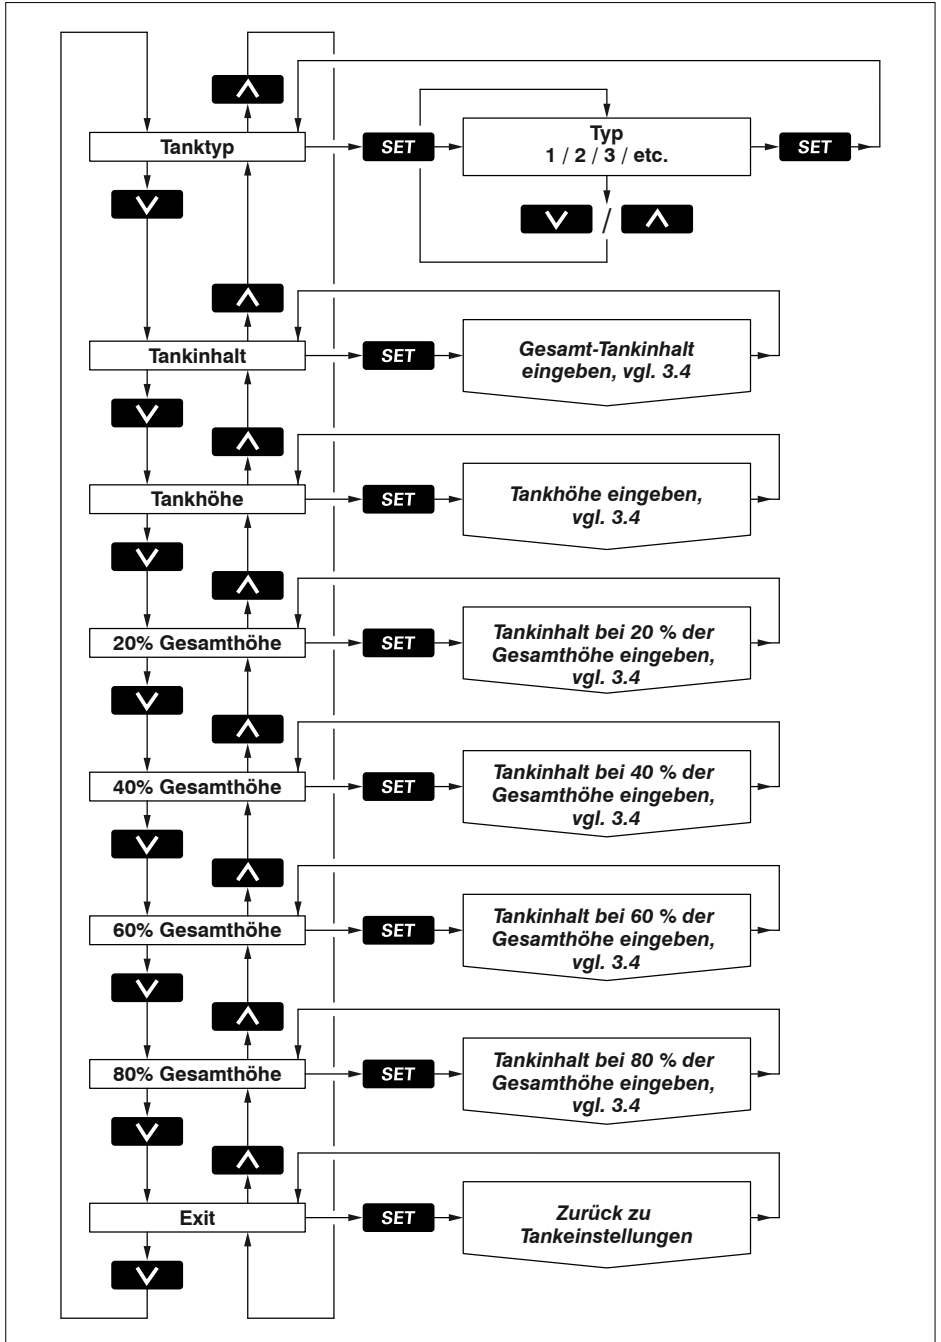 Tanktyp
SET
Typ
1 / 2 / 3 / etc.
SET
/
Tankinhalt
SET
Gesamt-Tankinhalt
eingeben, vgl. 3.4
Tankhöhe
SET
Tankhöhe eingeben,
vgl. 3.4
20% Gesamthöhe
SET
Tankinhalt bei 20 % der
Gesamthöhe eingeben,
vgl. 3.4
40% Gesamthöhe
SET
Tankinhalt bei 40 % der
Gesamthöhe eingeben,
vgl. 3.4
60% Gesamthöhe
SET
Tankinhalt bei 60 % der
Gesamthöhe eingeben,
vgl. 3.4
80% Gesamthöhe
SET
Tankinhalt bei 80 % der
Gesamthöhe eingeben,
vgl. 3.4
Exit
SET
Zurück zu
Tankeinstellungen